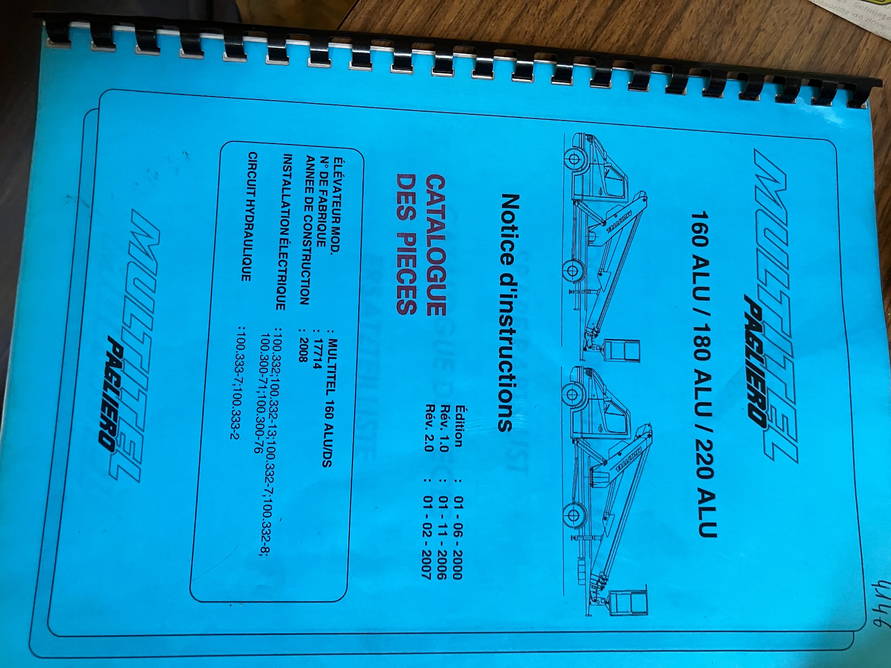 MULTITEL
PAGLIERO
160 ALU / 180 ALU / 220 ALU
Notice d'instructions
CATALOGUE
DES PIECES
Édition : 01 - 06 - 2000
Rév. 1.0 : 01 - 11 - 2006
Rév. 2.0 : 01 - 02 - 2007
ÉLÉVATEUR MOD. : MULTITEL 160 ALU/DS
N° DE FABRIQUE : 17714
ANNEE DE CONSTRUCTION : 2008
INSTALLATION ÉLECTRIQUE : 100.332;100.332-13;100.332-7;100.332-8;
100.300-71;100.300-76
CIRCUIT HYDRAULIQUE : 100.333-7;100.333-2
MULTITEL
PAGLIERO
4146